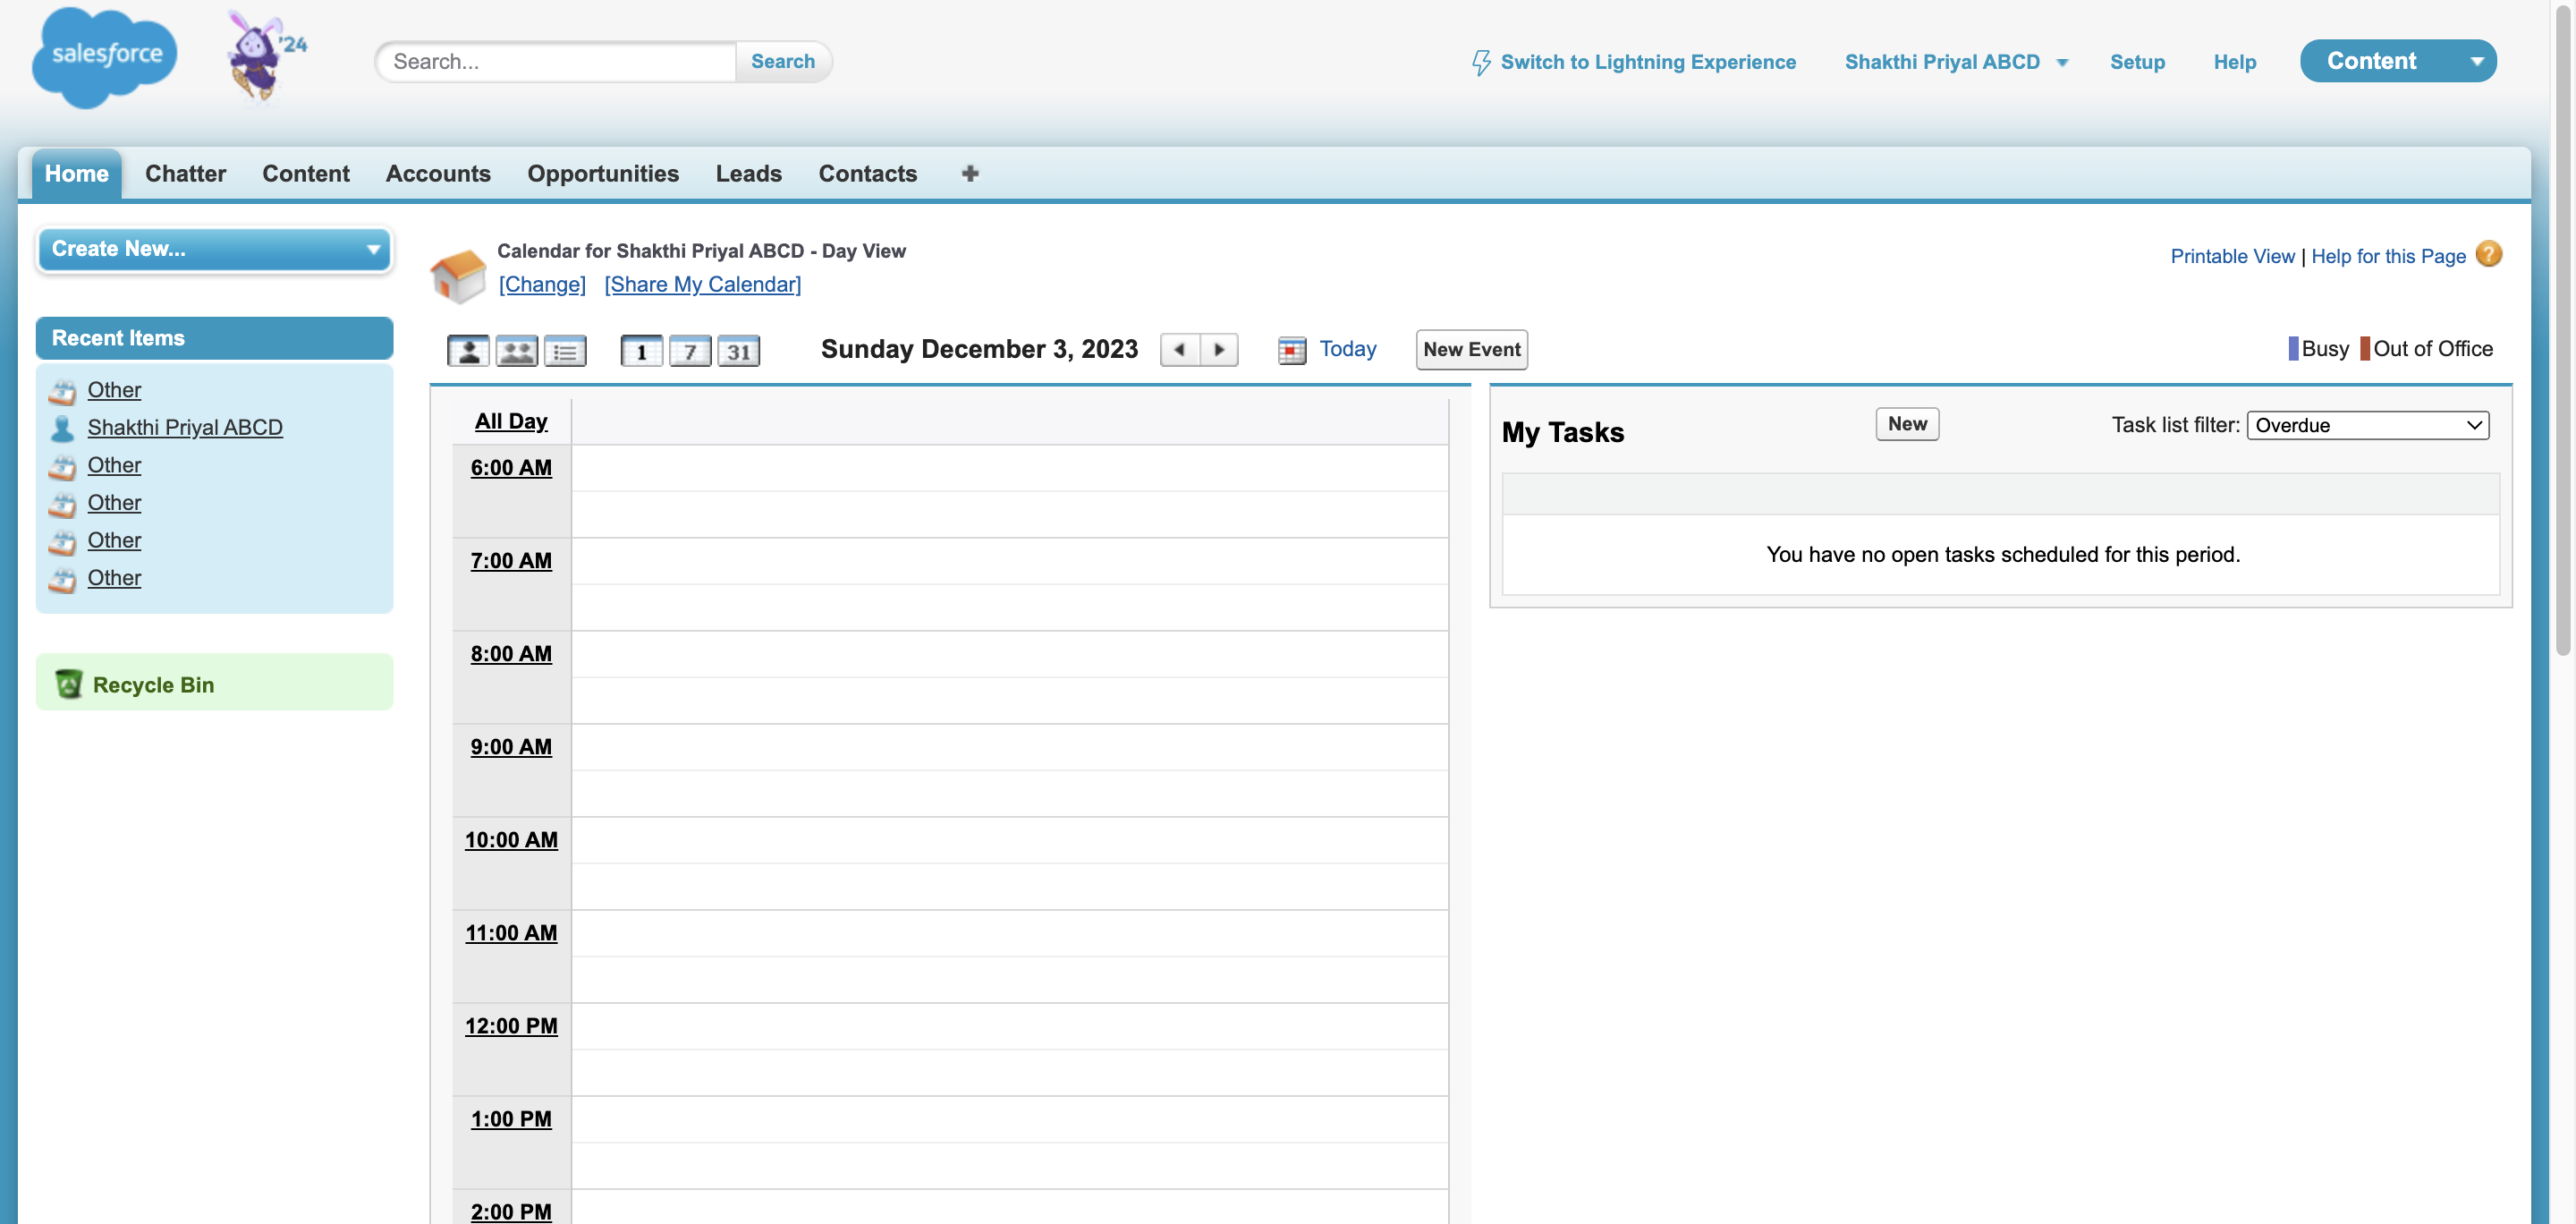 salesforce
'24
Search...
Search
Switch to Lightning Experience
Shakthi Priyal ABCD
Setup
Help
Content
Home
Chatter
Content
Accounts
Opportunities
Leads
Contacts
Create New...
Recent Items
Other
Shakthi Priyal ABCD
Other
Other
Other
Other
Recycle Bin
Calendar for Shakthi Priyal ABCD - Day View
[Change] [Share My Calendar]
Printable View | Help for this Page ?
1 7 31
Sunday December 3, 2023
Today
New Event
Busy Out of Office
All Day
6:00 AM
7:00 AM
8:00 AM
9:00 AM
10:00 AM
11:00 AM
12:00 PM
1:00 PM
2:00 PM
My Tasks
New
Task list filter: Overdue
You have no open tasks scheduled for this period.